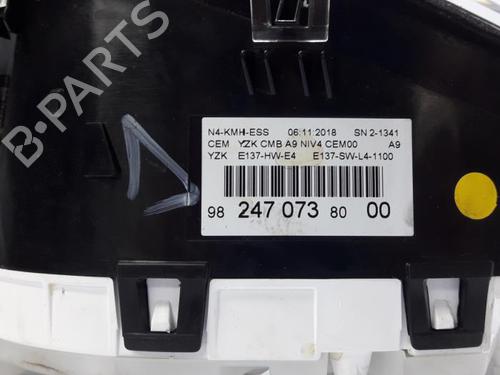 B-PARTS
N4-KMH-ESS 06:11:2018 SN 2-1341
CEM YZK CMB A9 NIV4 CEM00 A9
YZK E137-HW-E4 E137-SW-L4-1100
98 247 073 80 00